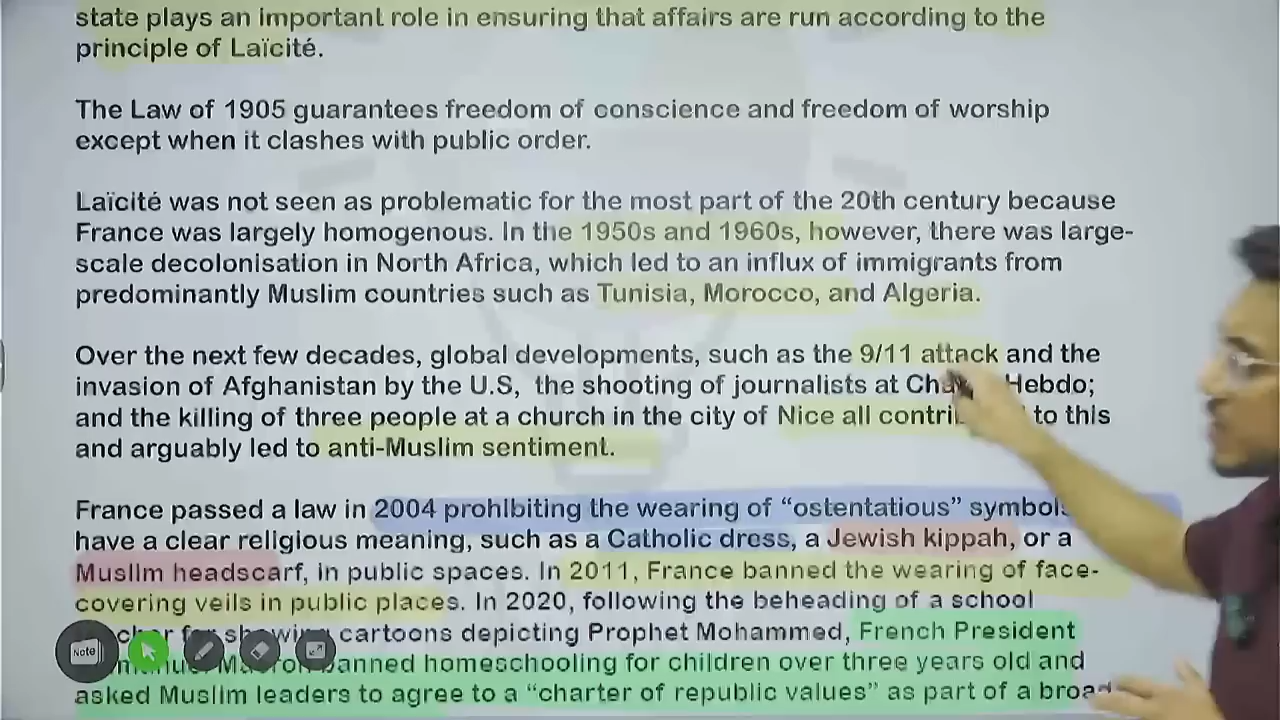 state plays an important role in ensuring that affairs are run according to the
principle of Laïcité.
The Law of 1905 guarantees freedom of conscience and freedom of worship
except when it clashes with public order.
Laïcité was not seen as problematic for the most part of the 20th century because
France was largely homogenous. In the 1950s and 1960s, however, there was large-
scale decolonisation in North Africa, which led to an influx of immigrants from
predominantly Muslim countries such as Tunisia, Morocco, and Algeria.
Over the next few decades, global developments, such as the 9/11 attack and the
invasion of Afghanistan by the U.S, the shooting of journalists at Hebdo;
and the killing of three people at a church in the city of Nice all to this
and arguably led to anti-Muslim sentiment.
France passed a law in 2004 prohibiting the wearing of “ostentatious”
have a clear religious meaning, such as a Catholic dress, a Jewish kippah, or a
Muslim headscarf, in public spaces. In 2011, France banned the wearing of face-
covering veils in public places. In 2020, following the beheading of a school
for cartoons depicting Prophet Mohammed, French President
banned homeschooling for children over three years old and
asked Muslim leaders to agree to a “charter of republic values” as part of a
Note